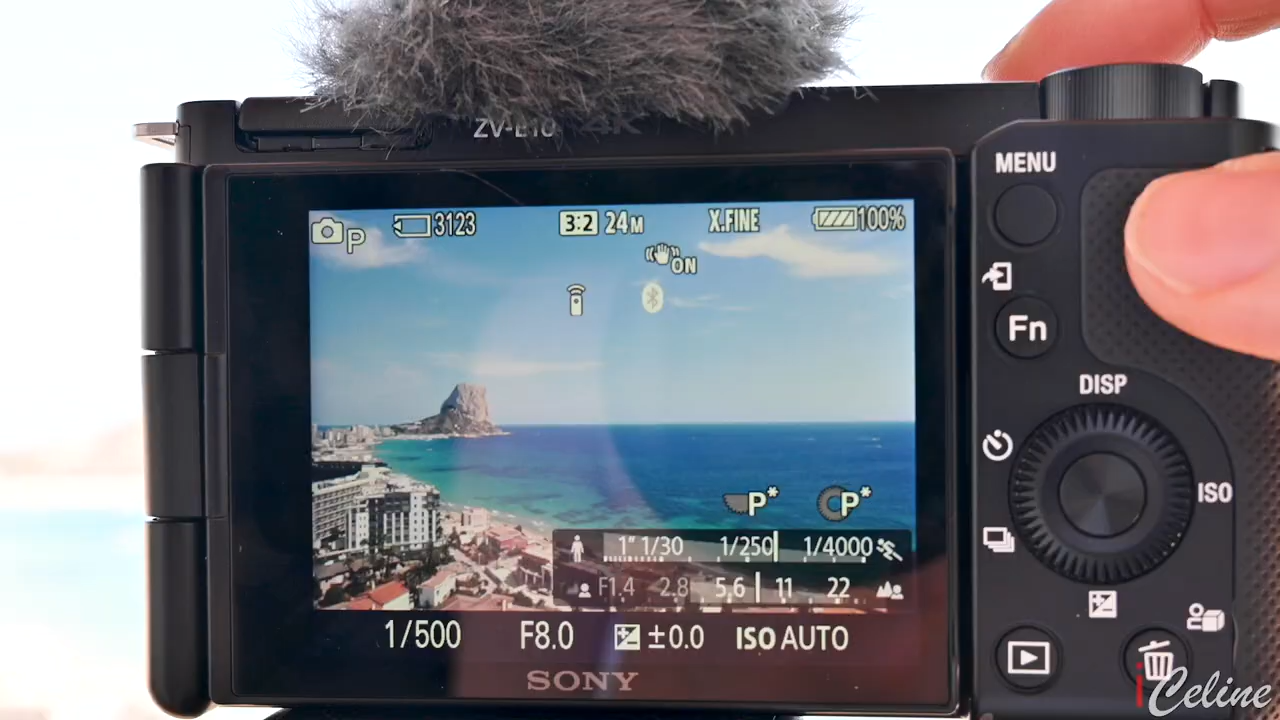 ZV-E10
MENU
P 3123 3:2 24M X.FINE 100%
ON
Fn
DISP
P* P*
ISO
1" 1/30 1/250 1/4000
F1.4 2.8 5.6 11 22
1/500 F8.0 ±0.0 ISO AUTO
SONY
iCeline